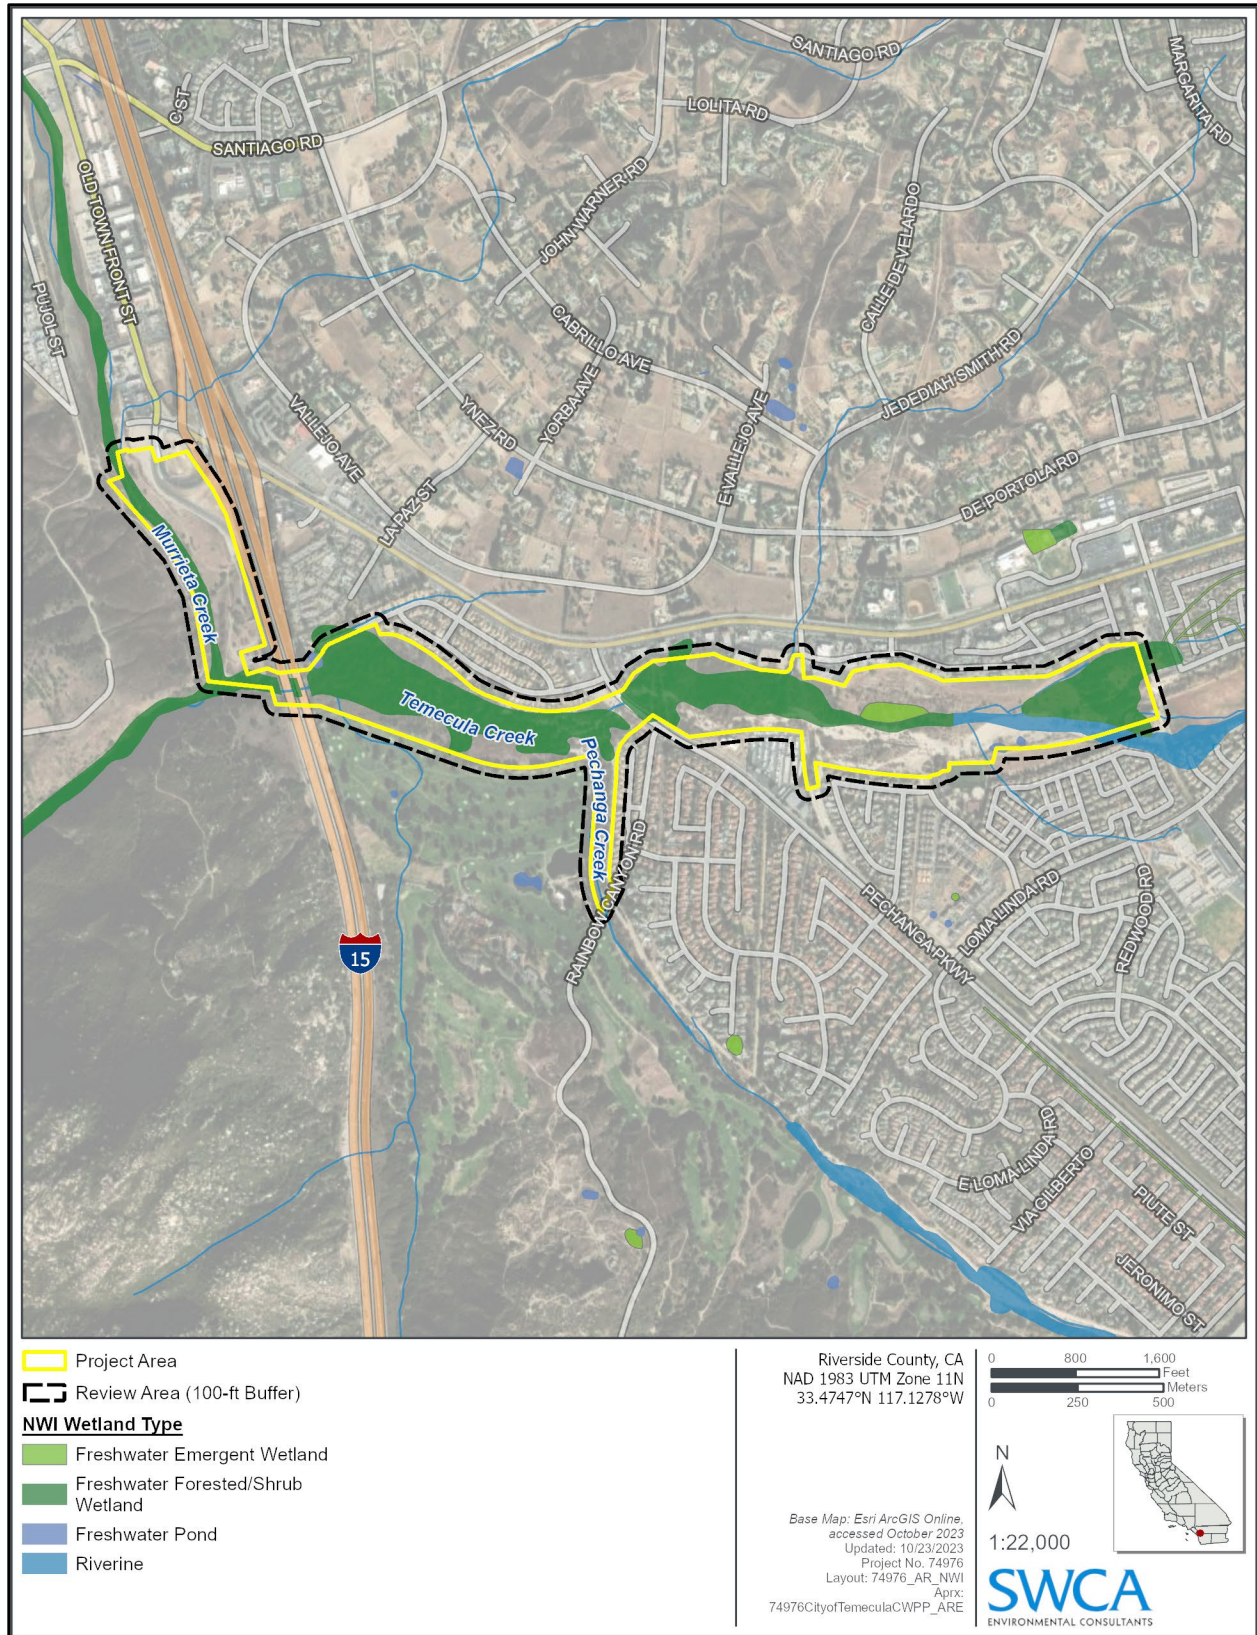 SANTIAGO RD
MARGARITA RD
LOLITA RD
C ST
SANTIAGO RD
OLD TOWN FRONT ST
JOHN WARNER RD
CALLE DE VELARDO
PUJOL ST
CABRILLO AVE
JEDEDIAH SMITH RD
VALLEJO AVE
YNEZ RD
YORBA AVE
E VALLEJO AVE
DE PORTOLA RD
LA PAZ ST
Murrieta Creek
Temecula Creek
Pechanga Creek
RAINBOW CANYON RD
PECHANGA PKWY
LOMA LINDA RD
REDWOOD RD
15
E LOMA LINDA RD
VIA GILBERTO
PIUTE ST
JERONIMO ST
Project Area
Review Area (100-ft Buffer)
NWI Wetland Type
Freshwater Emergent Wetland
Freshwater Forested/Shrub
Wetland
Freshwater Pond
Riverine
Riverside County, CA
NAD 1983 UTM Zone 11N
33.4747°N 117.1278°W
Base Map: Esri ArcGIS Online,
accessed October 2023
Updated: 10/23/2023
Project No. 74976
Layout: 74976_AR_NWI
Aprx:
74976CityofTemeculaCWPP_ARE
0 800 1,600
Feet
Meters
0 250 500
N
1:22,000
SWCA
ENVIRONMENTAL CONSULTANTS